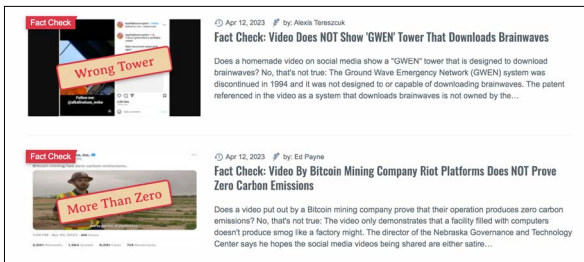 Fact Check
Wrong Tower
Follow me:
Apr 12, 2023 by: Alexis Tereszcuk
Fact Check: Video Does NOT Show 'GWEN' Tower That Downloads Brainwaves
Does a homemade video on social media show a "GWEN" tower that is designed to download
brainwaves? No, that's not true: The Ground Wave Emergency Network (GWEN) system was
discontinued in 1994 and it was not designed to or capable of downloading brainwaves. The patent
referenced in the video as a system that downloads brainwaves is not owned by the…
Fact Check
More Than Zero
Apr 12, 2023 by: Ed Payne
Fact Check: Video By Bitcoin Mining Company Riot Platforms Does NOT Prove
Zero Carbon Emissions
Does a video put out by a Bitcoin mining company prove that their operation produces zero carbon
emissions? No, that's not true: The video only demonstrates that a facility filled with computers
doesn't produce smog like a factory might. The director of the Nebraska Governance and Technology
Center says he hopes the social media videos being shared are either satire…